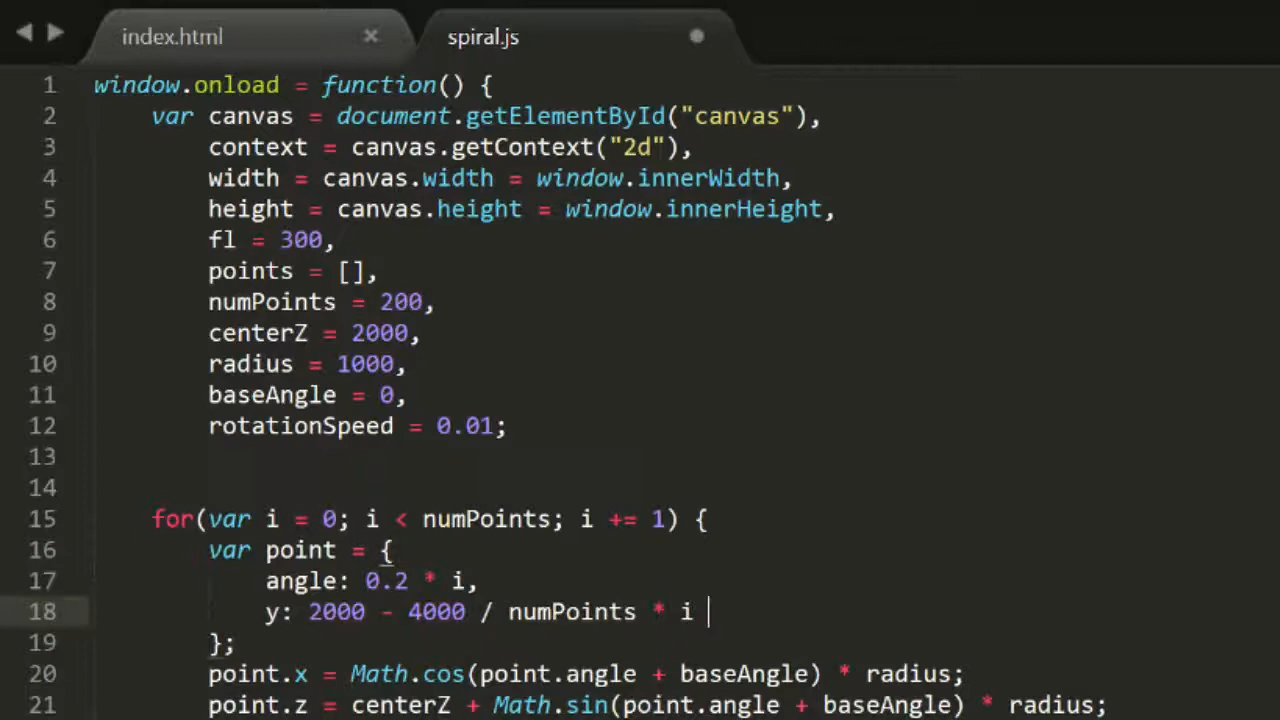 index.html
spiral.js
1 window.onload = function() {
2 var canvas = document.getElementById("canvas"),
3 context = canvas.getContext("2d"),
4 width = canvas.width = window.innerWidth,
5 height = canvas.height = window.innerHeight,
6 fl = 300,
7 points = [],
8 numPoints = 200,
9 centerZ = 2000,
10 radius = 1000,
11 baseAngle = 0,
12 rotationSpeed = 0.01;
13
14
15 for(var i = 0; i < numPoints; i += 1) {
16 var point = {
17 angle: 0.2 * i,
18 y: 2000 - 4000 / numPoints * i
19 };
20 point.x = Math.cos(point.angle + baseAngle) * radius;
21 point.z = centerZ + Math.sin(point.angle + baseAngle) * radius;